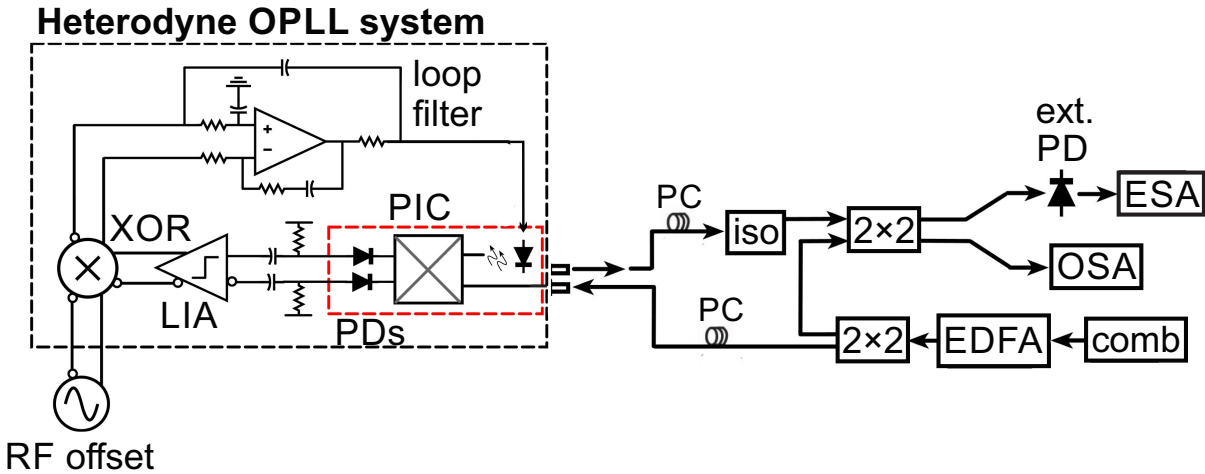 Heterodyne OPLL system
loop
filter
+
−
XOR
LIA
PIC
PDs
RF offset
PC
iso
2×2
ext.
PD
ESA
OSA
PC
2×2
EDFA
comb